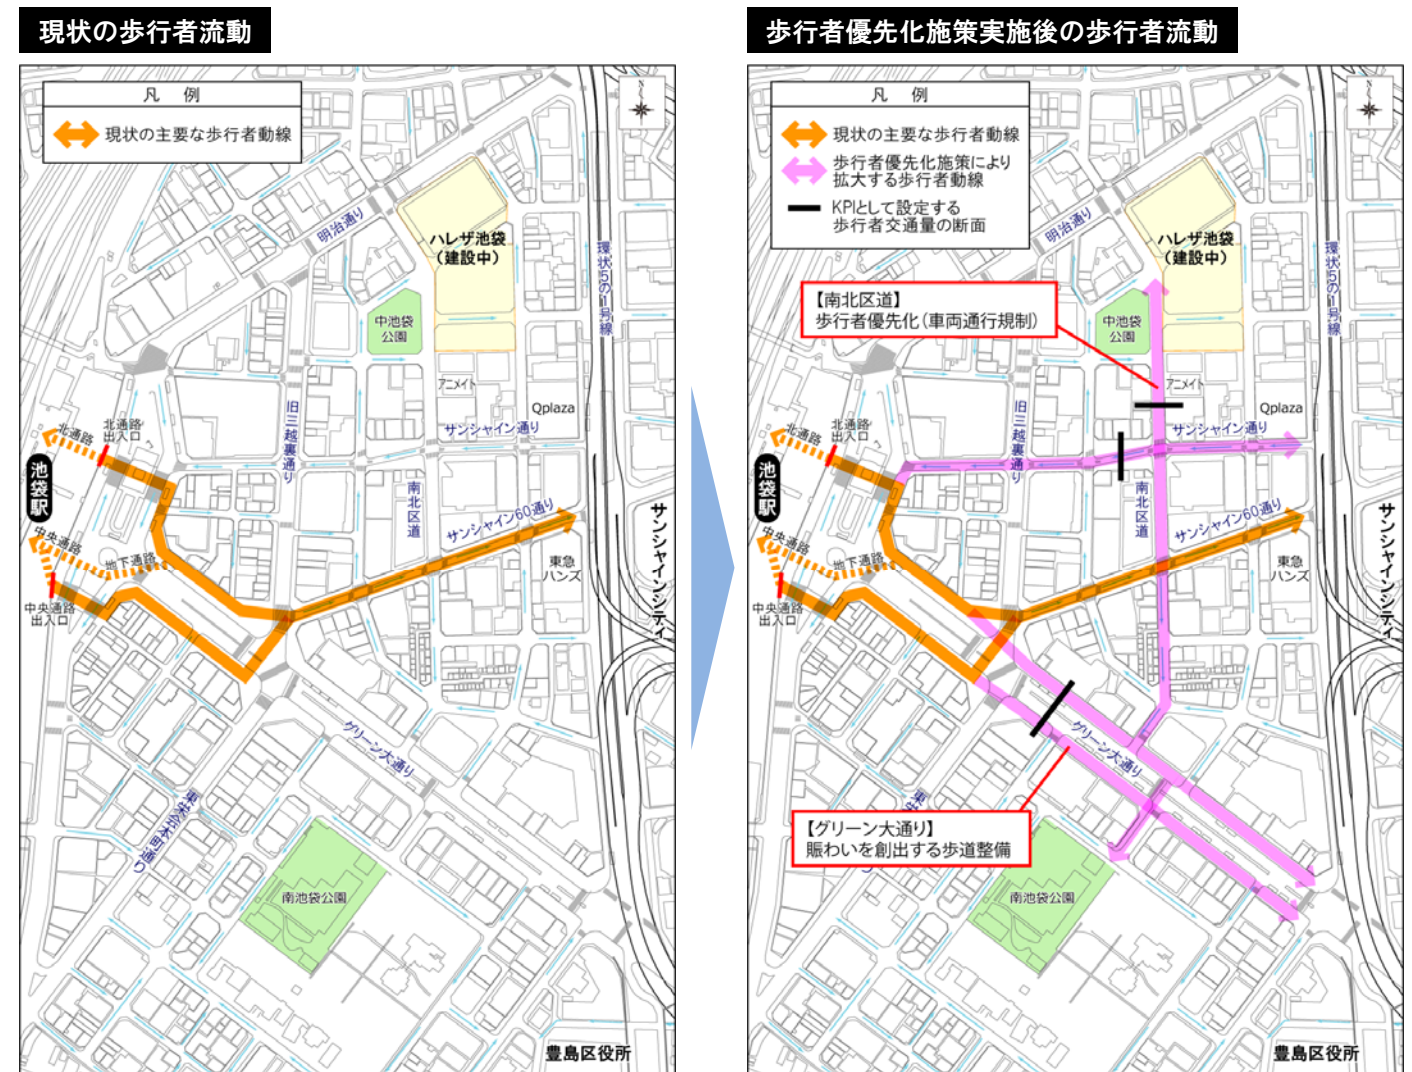 現状の歩行者流動
凡 例
現状の主要な歩行者動線
N
明治通り
ハレザ池袋
(建設中)
環状5の1号線
中池袋
公園
アニメイト
Qplaza
旧三越裏通り
サンシャイン通り
北通路
北通路
出入口
池袋駅
南北区道
サンシャイン60通り
サンシャインシティ
中央通路
地下通路
東急
ハンズ
中央通路
出入口
グリーン大通り
東栄会本町通り
南池袋公園
豊島区役所
歩行者優先化施策実施後の歩行者流動
凡 例
現状の主要な歩行者動線
歩行者優先化施策により
拡大する歩行者動線
KPIとして設定する
歩行者交通量の断面
N
明治通り
ハレザ池袋
(建設中)
環状5の1号線
【南北区道】
歩行者優先化(車両通行規制)
中池袋
公園
アニメイト
Qplaza
旧三越裏通り
サンシャイン通り
北通路
北通路
出入口
池袋駅
南北区道
サンシャイン60通り
サンシャインシティ
中央通路
地下通路
東急
ハンズ
中央通路
出入口
グリーン大通り
【グリーン大通り】
賑わいを創出する歩道整備
南池袋公園
豊島区役所